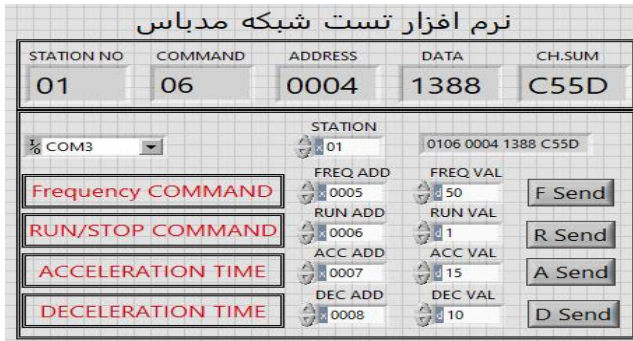 نرم افزار تست شبکه مدباس
STATION NO COMMAND ADDRESS DATA CH.SUM
01 06 0004 1388 C55D
STATION
COM3 x 01 0106 0004 1388 C55D
FREQ ADD FREQ VAL
Frequency COMMAND x 0005 d 50 F Send
RUN ADD RUN VAL
RUN/STOP COMMAND x 0006 d 1 R Send
ACC ADD ACC VAL
ACCELERATION TIME x 0007 d 15 A Send
DEC ADD DEC VAL
DECELERATION TIME x 0008 d 10 D Send